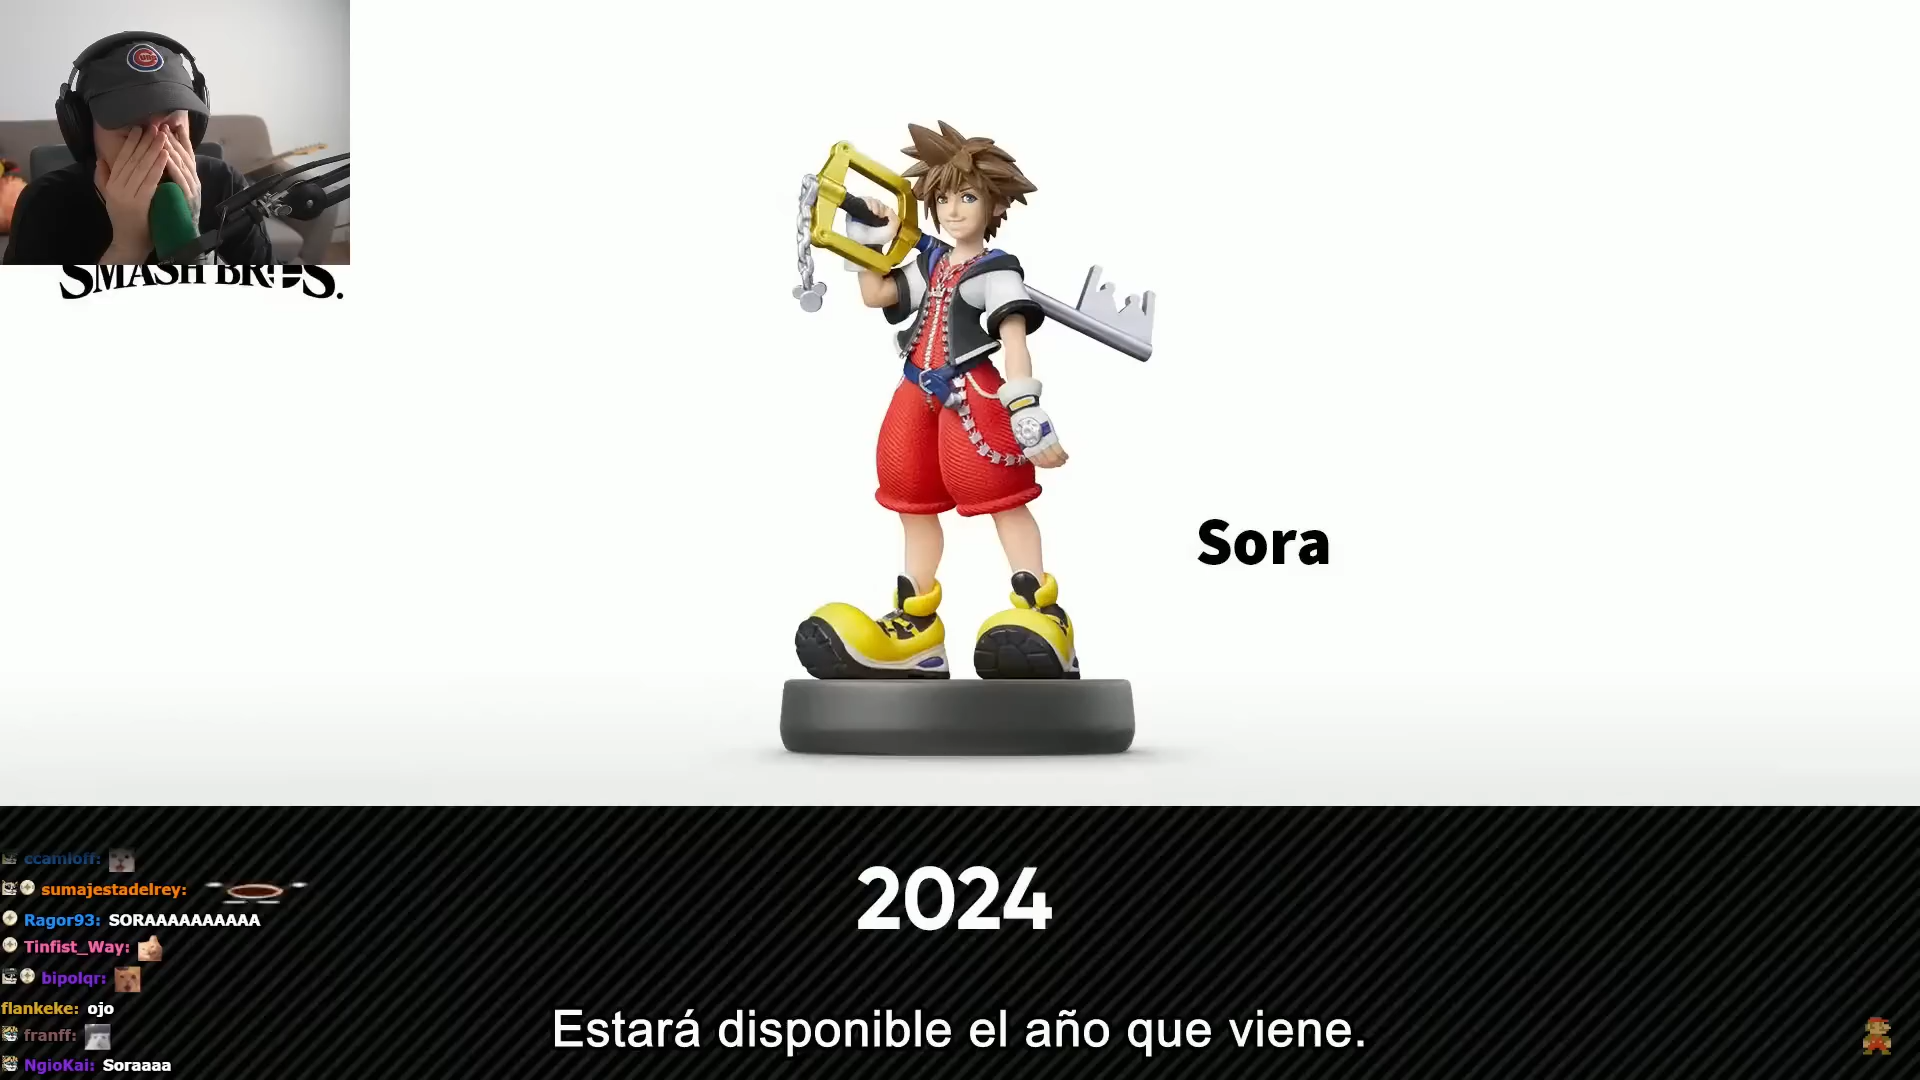 SMASH BROS.
Sora
2024
ccamloff:
sumajestadelrey:
Ragor93: SORAAAAAAAAAA
Tinfist_Way:
bipolqr:
flankeke: ojo
franff:
NgioKai: Soraaaa
Estará disponible el año que viene.